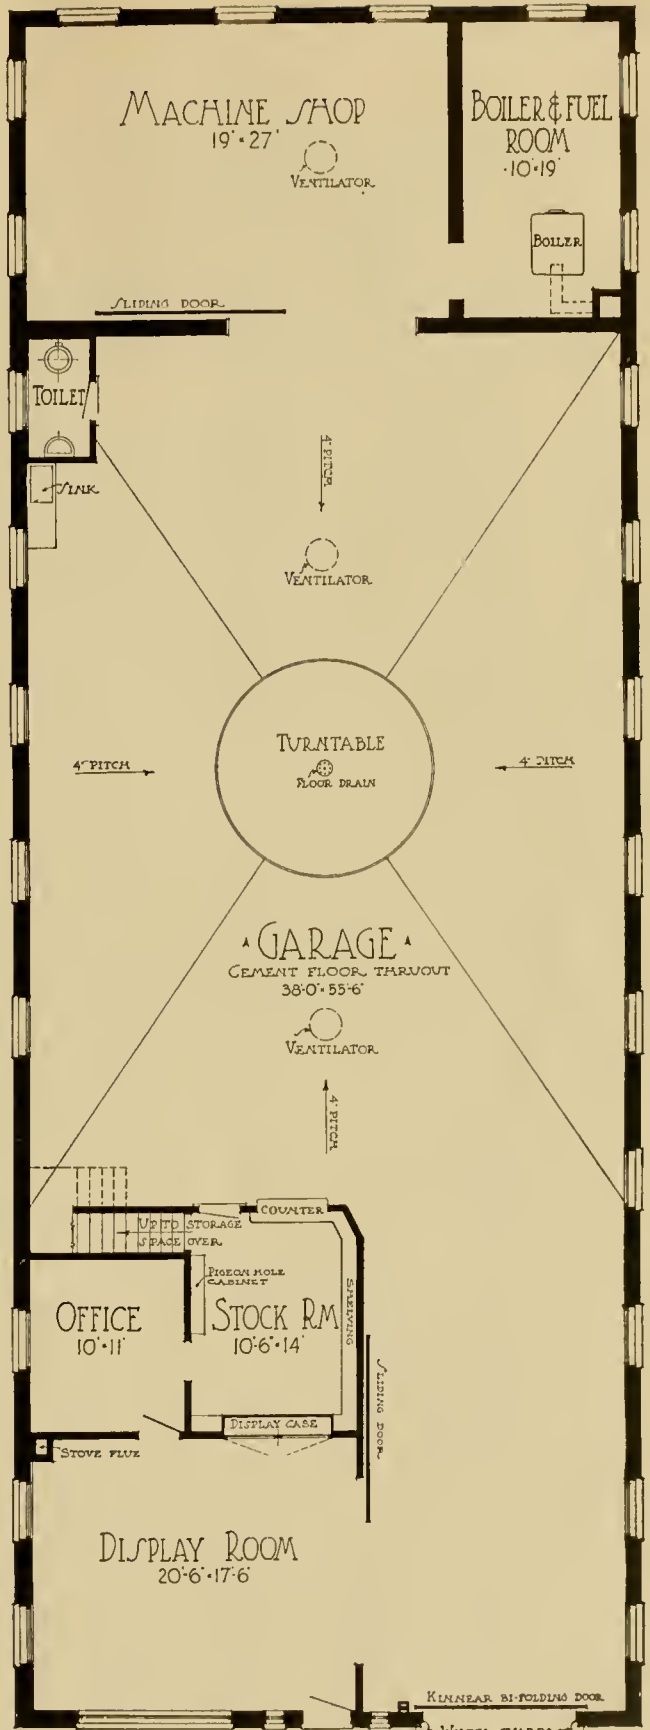 MACHINE SHOP
19'×27'
VENTILATOR
BOILER & FUEL
ROOM
10×19'
BOILER
SLIDING DOOR
TOILET
SINK
4" PITCH
VENTILATOR
TURNTABLE
FLOOR DRAIN
4" PITCH
4" PITCH
GARAGE
CEMENT FLOOR THRUOUT
38'-0"×55'-6"
VENTILATOR
4" PITCH
COUNTER
UP TO STORAGE
SPACE OVER
PIGEON HOLE
CABINET
SHELVING
OFFICE
10'×11'
STOCK RM
10'-6"×14'
SLIDING DOOR
DISPLAY CASE
STOVE FLUE
DISPLAY ROOM
20'-6"×17'-6"
KINNEAR BI-FOLDING DOOR
WHEEL GUARDS